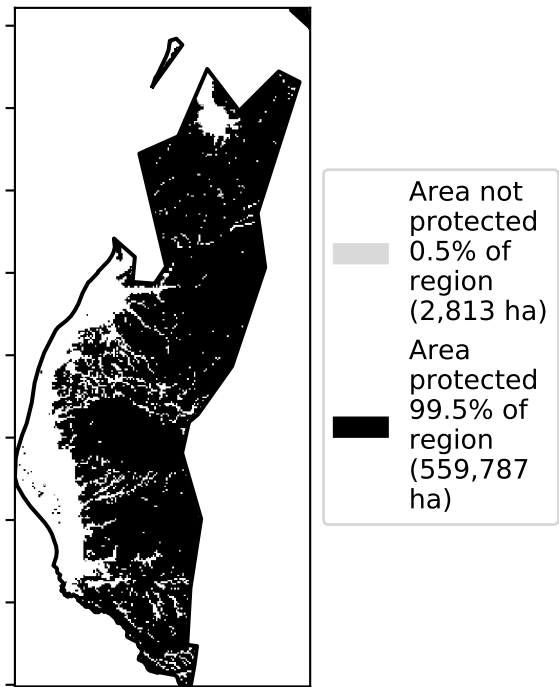 Area not
protected
0.5% of
region
(2,813 ha)
Area
protected
99.5% of
region
(559,787
ha)